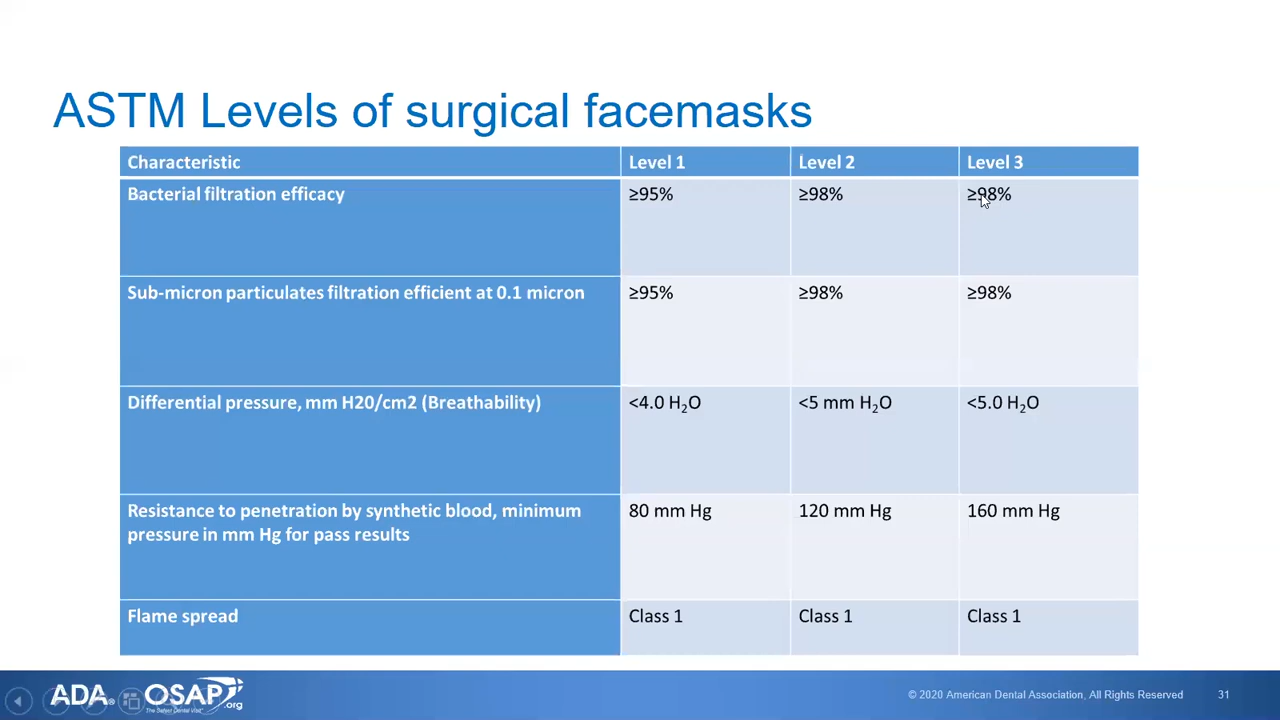 ASTM Levels of surgical facemasks
Characteristic Level 1 Level 2 Level 3
Bacterial filtration efficacy ≥95% ≥98% ≥98%
Sub-micron particulates filtration efficient at 0.1 micron ≥95% ≥98% ≥98%
Differential pressure, mm H20/cm2 (Breathability) <4.0 H₂O <5 mm H₂O <5.0 H₂O
Resistance to penetration by synthetic blood, minimum 80 mm Hg 120 mm Hg 160 mm Hg
pressure in mm Hg for pass results
Flame spread Class 1 Class 1 Class 1
ADA® OSAP.org © 2020 American Dental Association, All Rights Reserved 31
The Safest Dental Visit™